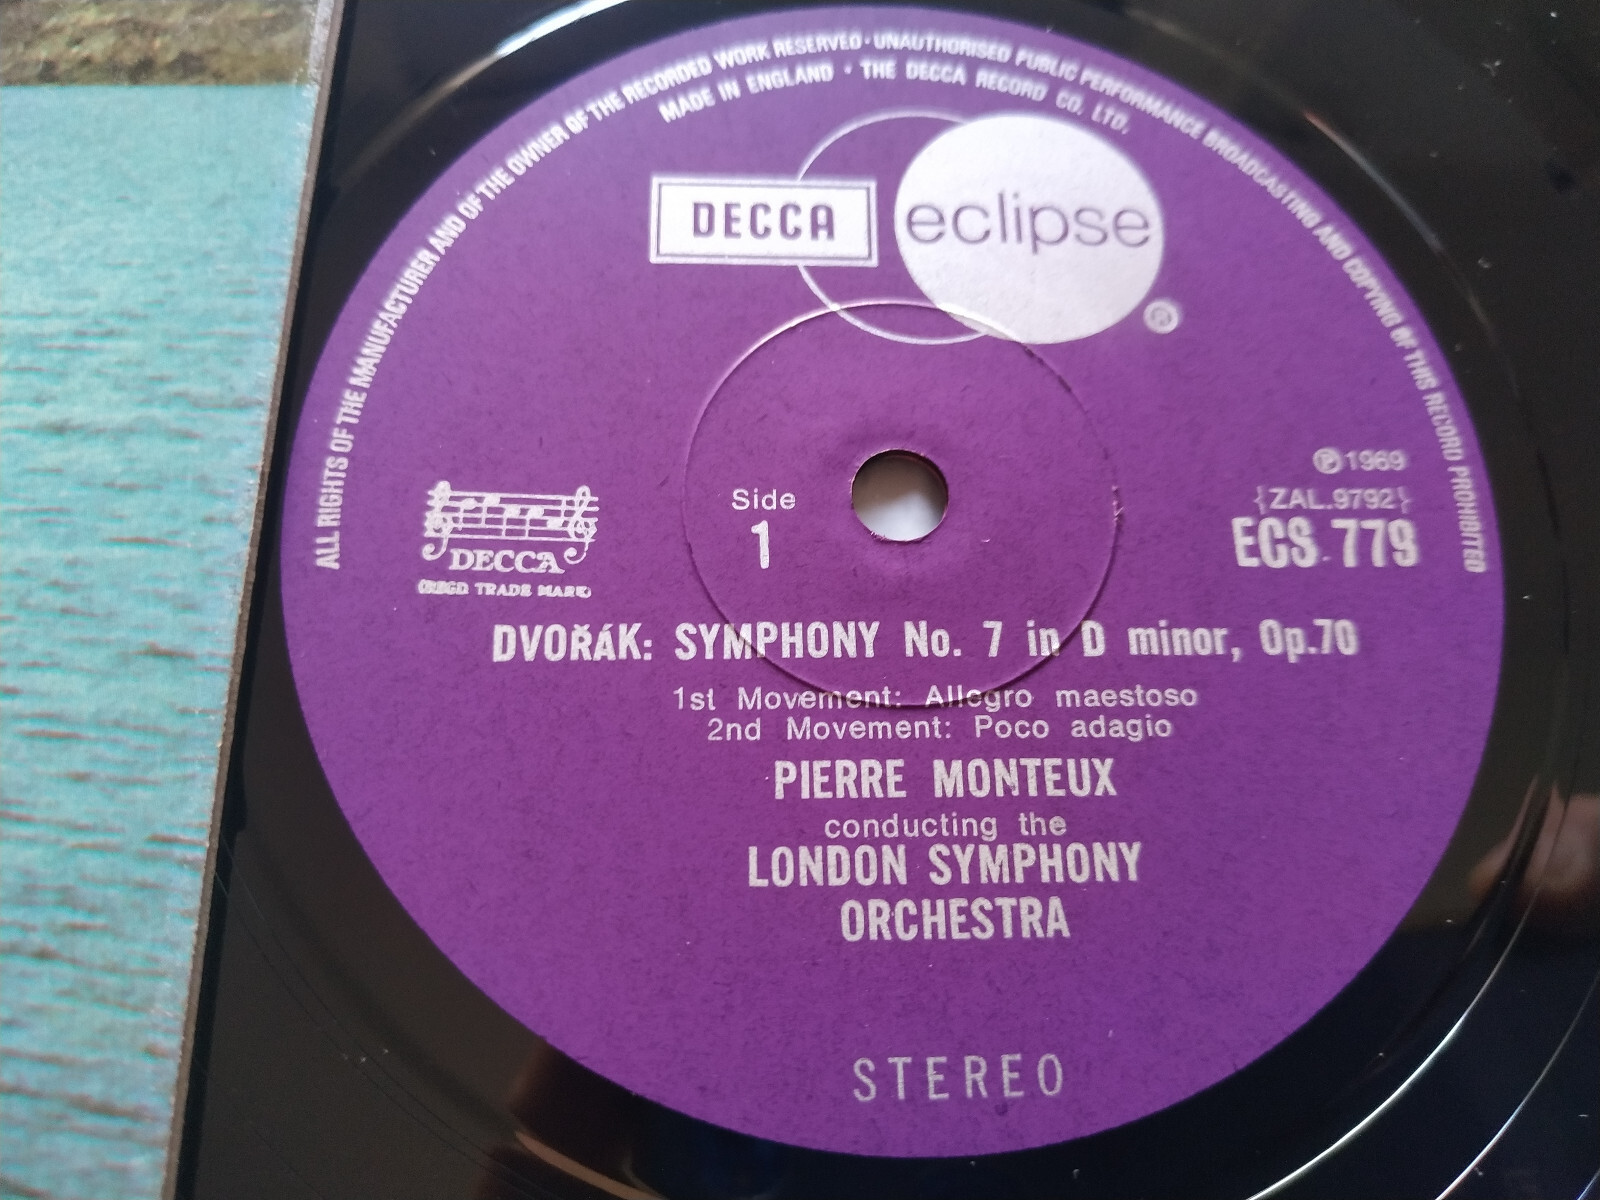 ALL RIGHTS OF THE MANUFACTURER AND OF THE OWNER OF THE RECORDED WORK RESERVED · UNAUTHORISED PUBLIC PERFORMANCE BROADCASTING AND COPYING OF THIS RECORD PROHIBITED
MADE IN ENGLAND · THE DECCA RECORD CO. LTD.
DECCA eclipse
®
℗ 1969
{ZAL.9792}
ECS 779
Side
1
DECCA
(REGD TRADE MARK)
DVOŘÁK: SYMPHONY No. 7 in D minor, Op.70
1st Movement: Allegro maestoso
2nd Movement: Poco adagio
PIERRE MONTEUX
conducting the
LONDON SYMPHONY
ORCHESTRA
STEREO